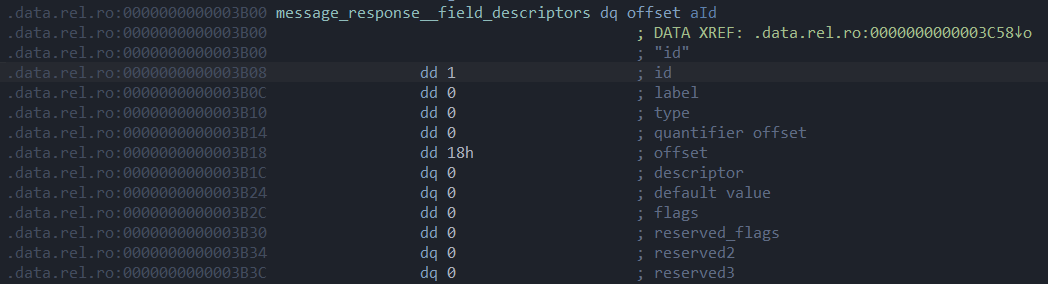 .data.rel.ro:0000000000003B00 message_response__field_descriptors dq offset aId
.data.rel.ro:0000000000003B00 ; DATA XREF: .data.rel.ro:0000000000003C58↓o
.data.rel.ro:0000000000003B00 ; "id"
.data.rel.ro:0000000000003B08 dd 1 ; id
.data.rel.ro:0000000000003B0C dd 0 ; label
.data.rel.ro:0000000000003B10 dd 0 ; type
.data.rel.ro:0000000000003B14 dd 0 ; quantifier offset
.data.rel.ro:0000000000003B18 dd 18h ; offset
.data.rel.ro:0000000000003B1C dq 0 ; descriptor
.data.rel.ro:0000000000003B24 dq 0 ; default value
.data.rel.ro:0000000000003B2C dd 0 ; flags
.data.rel.ro:0000000000003B30 dd 0 ; reserved_flags
.data.rel.ro:0000000000003B34 dq 0 ; reserved2
.data.rel.ro:0000000000003B3C dq 0 ; reserved3